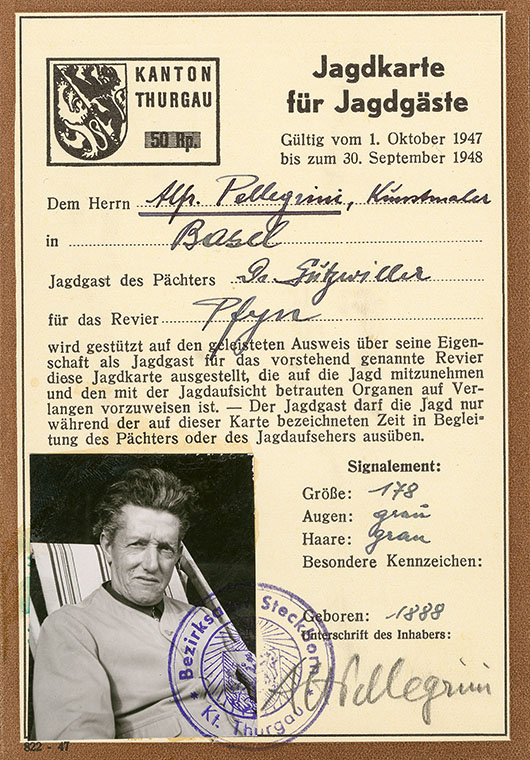 KANTON
THURGAU
50 Rp.
Jagdkarte
für Jagdgäste
Gültig vom 1. Oktober 1947
bis zum 30. September 1948
Dem Herrn Alfr. Pellegrini, Kunstmaler
in Basel
Jagdgast des Pächters Dr Gutzwiller
für das Revier Pfyn
wird gestützt auf den geleisteten Ausweis über seine Eigen-
schaft als Jagdgast für das vorstehend genannte Revier
diese Jagdkarte ausgestellt, die auf die Jagd mitzunehmen
und den mit der Jagdaufsicht betrauten Organen auf Ver-
langen vorzuweisen ist. — Der Jagdgast darf die Jagd nur
während der auf dieser Karte bezeichneten Zeit in Beglei-
tung des Pächters oder des Jagdaufsehers ausüben.
Signalement:
Größe: 178
Augen: grau
Haare: grau
Besondere Kennzeichen:
Geboren: 1888
Unterschrift des Inhabers:
Pellegrini
Steckborn
* Kt. Thurgau *
822 - 47